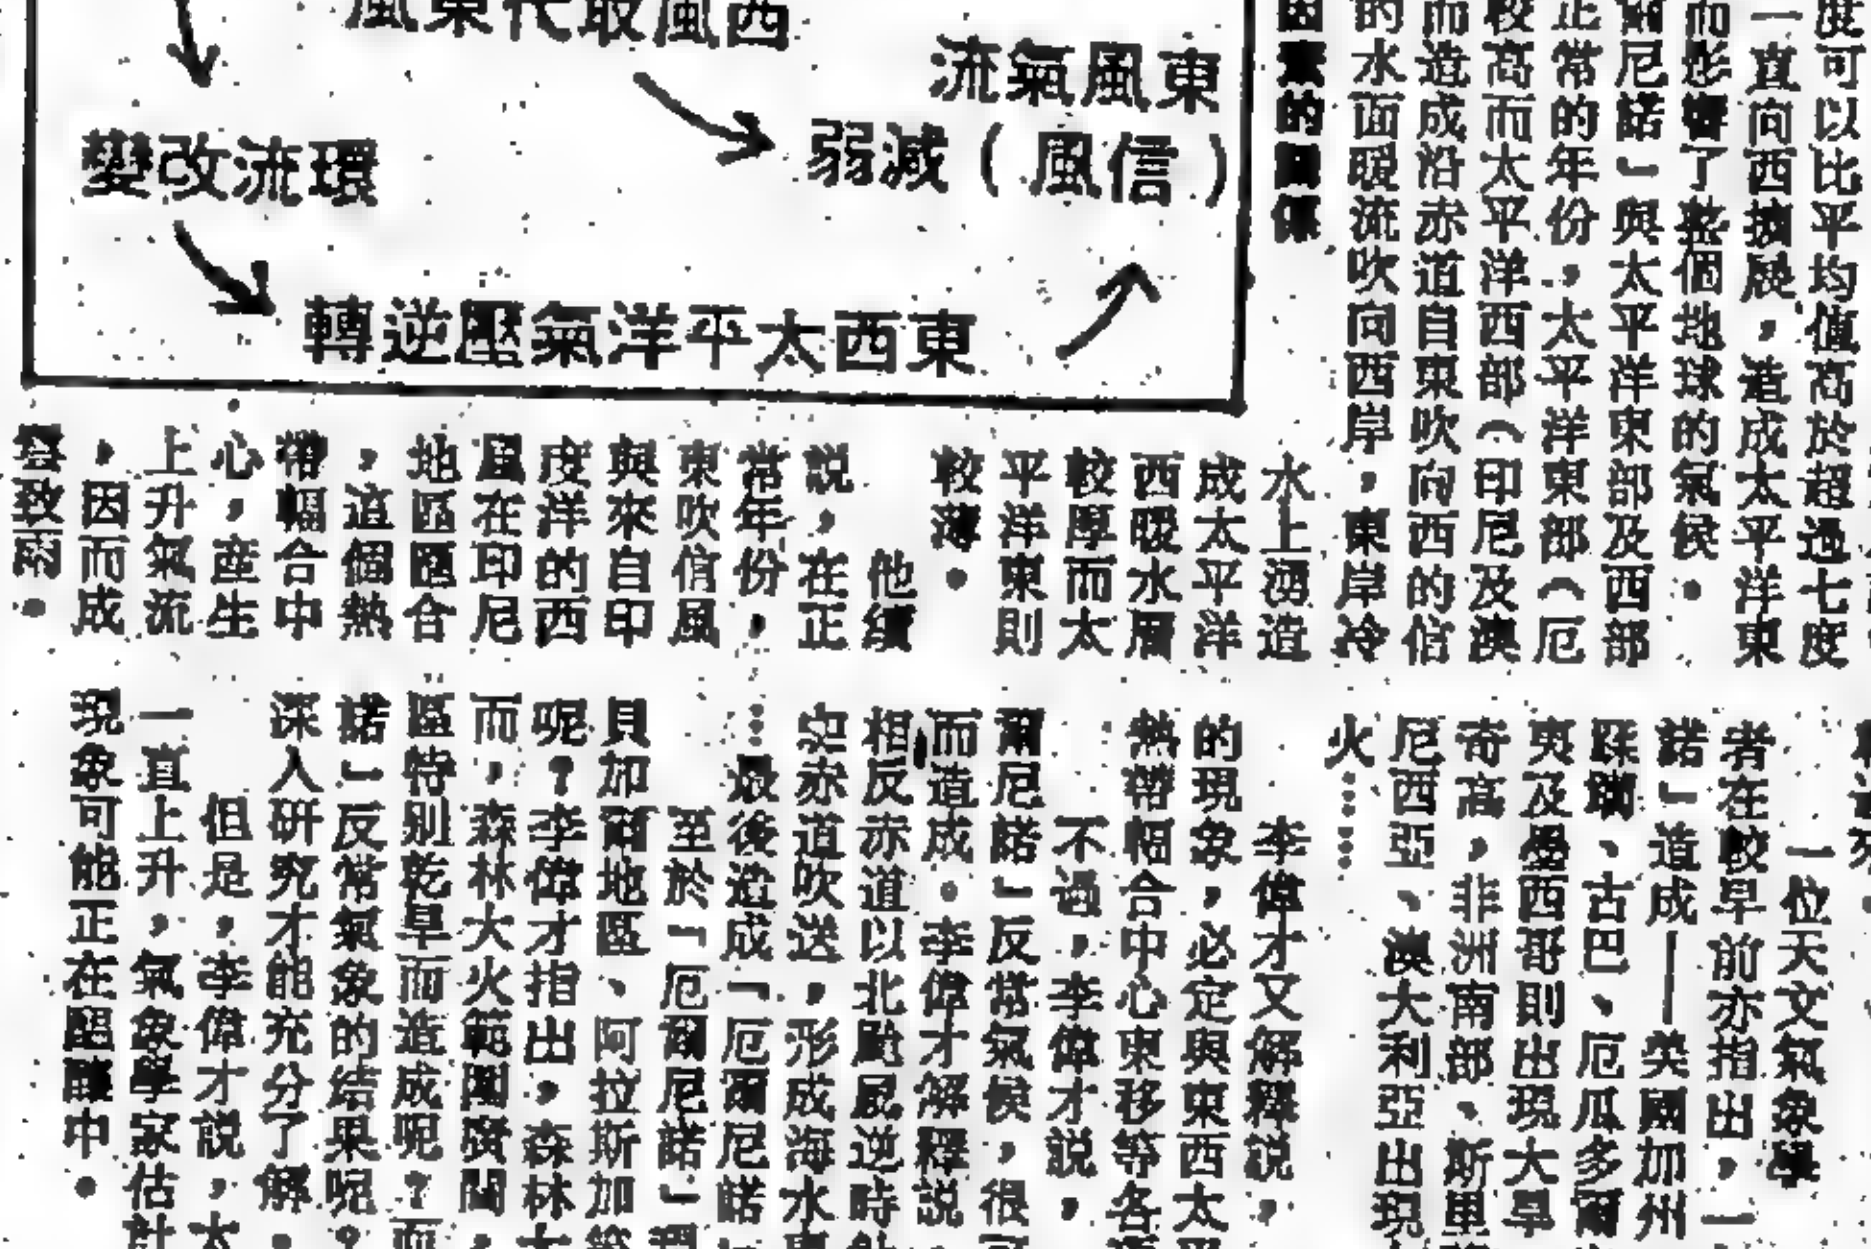 西風取代東風
東風氣流
(信風)減弱
環流改變
東西太平洋氣壓逆轉
度可以比平均值高於超過七度
一直向西擴展，造成太平洋東
而影響了整個地球的氣候。
爾尼諾」與太平洋東部及西部
正常的年份，太平洋東部（厄
較高而太平洋西部（印尼及澳
而造成沿赤道自東吹向西的信
的水面暖流吹向西岸，東岸冷
因素的關係
水上湧造
成太平洋
西暖水層
較厚而太
平洋東則
較薄。
他續
説，在正
常年份，
東吹信風
與來自印
度洋的西
風在印尼
地區匯合
，這個熱
帶幅合中
心，產生
上升氣流
，因而成
雲致雨。
一位天文氣象學
者在較早前亦指出，一
諾」造成——美國加州
蹂躪、古巴、厄瓜多爾
夷及墨西哥則出現大旱
奇高，非洲南部、斯里
尼西亞、澳大利亞出現
火……
李偉才又解釋説，
的現象，必定與東西太平
熱帶幅合中心東移等各
不過，李偉才説，
爾尼諾」反常氣候，很可
而造成。李偉才解釋説
相反赤道以北颱風逆時針
赤道吹送，形成海水
……最後造成「厄爾尼諾
至於「厄爾尼諾」
貝加爾地區、阿拉斯加等
呢？李偉才指出，森林大
而，森林大火範圍廣闊，
區特別乾旱而造成呢？而
諾」反常氣象的結果呢？
深入研究才能充分了解。
但是，李偉才説，太
一直上升，氣象學家估計
現象可能正在醞釀中。